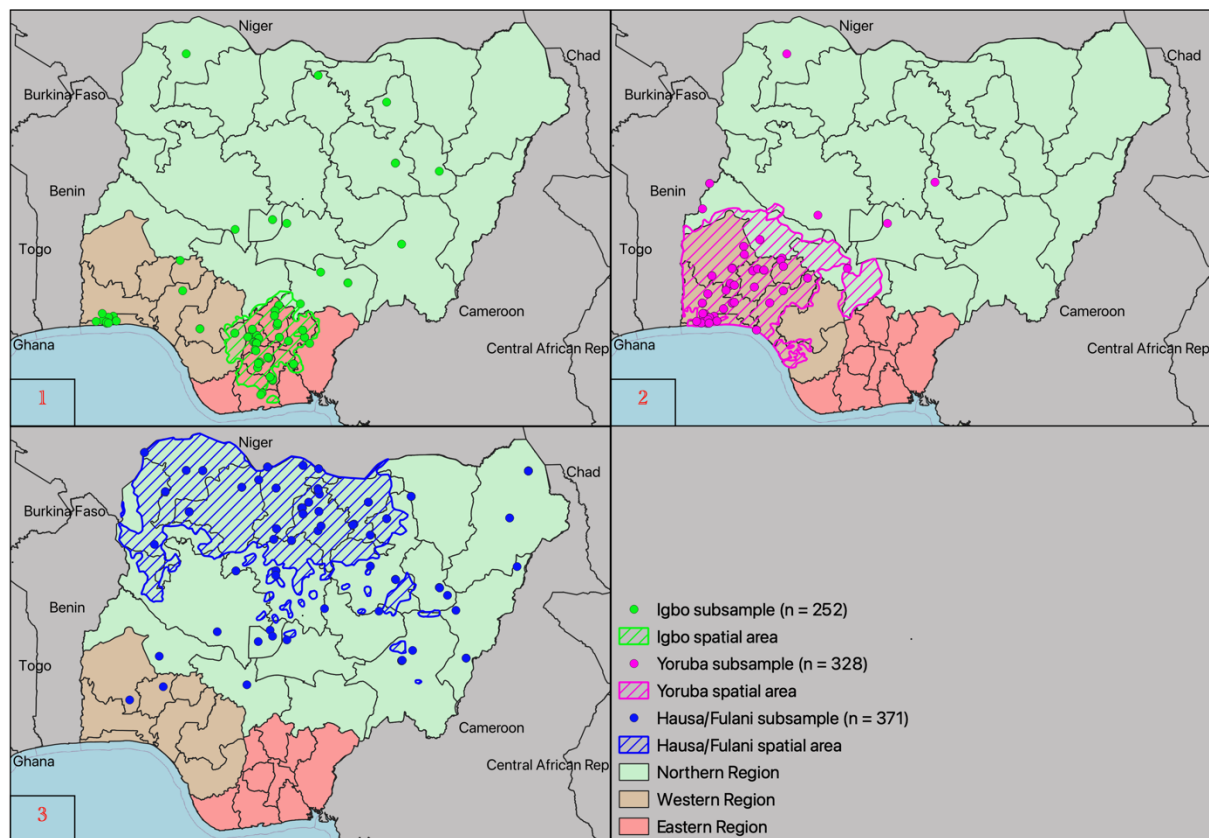 Niger
Chad
Burkina Faso
Benin
Togo
Cameroon
Ghana
Central African Rep
1
Niger
Chad
Burkina Faso
Benin
Togo
Cameroon
Ghana
Central African Rep
2
Niger
Chad
Burkina Faso
Benin
Togo
Cameroon
Ghana
Central African Rep
3
Igbo subsample (n = 252)
Igbo spatial area
Yoruba subsample (n = 328)
Yoruba spatial area
Hausa/Fulani subsample (n = 371)
Hausa/Fulani spatial area
Northern Region
Western Region
Eastern Region